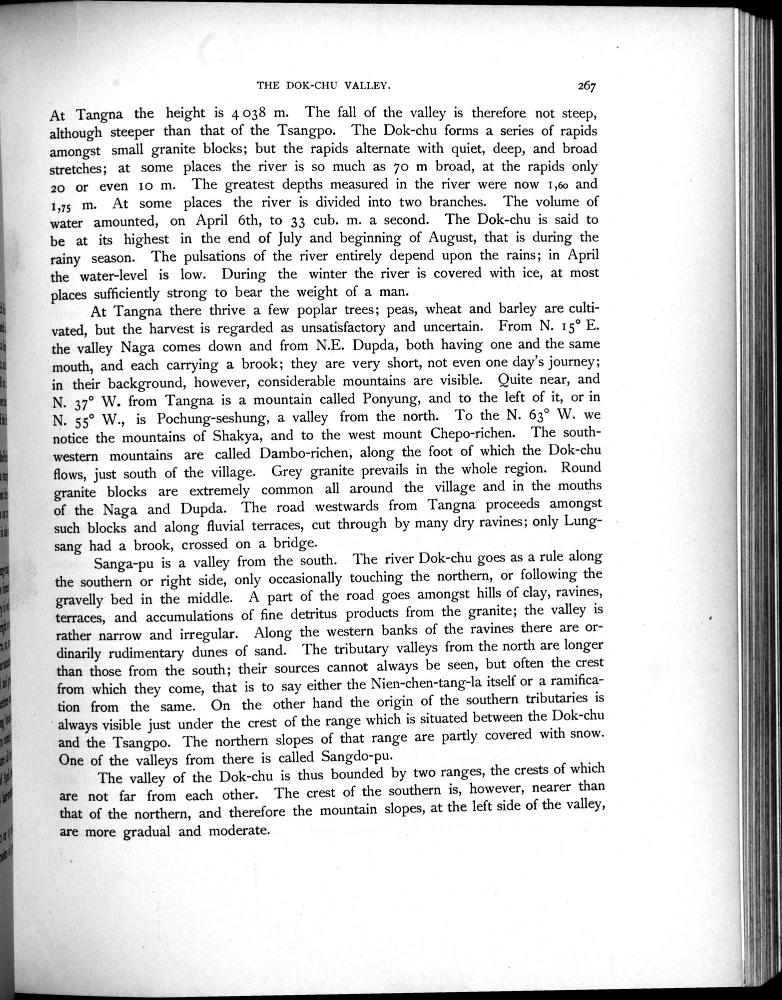 THE DOK-CHU VALLEY. 267
At Tangna the height is 4 038 m. The fall of the valley is therefore not steep,
although steeper than that of the Tsangpo. The Dok-chu forms a series of rapids
amongst small granite blocks; but the rapids alternate with quiet, deep, and broad
stretches; at some places the river is so much as 70 m broad, at the rapids only
20 or even 10 m. The greatest depths measured in the river were now 1,60 and
1,75 m. At some places the river is divided into two branches. The volume of
water amounted, on April 6th, to 33 cub. m. a second. The Dok-chu is said to
be at its highest in the end of July and beginning of August, that is during the
rainy season. The pulsations of the river entirely depend upon the rains; in April
the water-level is low. During the winter the river is covered with ice, at most
places sufficiently strong to bear the weight of a man.
At Tangna there thrive a few poplar trees; peas, wheat and barley are culti-
vated, but the harvest is regarded as unsatisfactory and uncertain. From N. 15° E.
the valley Naga comes down and from N.E. Dupda, both having one and the same
mouth, and each carrying a brook; they are very short, not even one day's journey;
in their background, however, considerable mountains are visible. Quite near, and
N. 37° W. from Tangna is a mountain called Ponyung, and to the left of it, or in
N. 55° W., is Pochung-seshung, a valley from the north. To the N. 63° W. we
notice the mountains of Shakya, and to the west mount Chepo-richen. The south-
western mountains are called Dambo-richen, along the foot of which the Dok-chu
flows, just south of the village. Grey granite prevails in the whole region. Round
granite blocks are extremely common all around the village and in the mouths
of the Naga and Dupda. The road westwards from Tangna proceeds amongst
such blocks and along fluvial terraces, cut through by many dry ravines; only Lung-
sang had a brook, crossed on a bridge.
Sanga-pu is a valley from the south. The river Dok-chu goes as a rule along
the southern or right side, only occasionally touching the northern, or following the
gravelly bed in the middle. A part of the road goes amongst hills of clay, ravines,
terraces, and accumulations of fine detritus products from the granite; the valley is
rather narrow and irregular. Along the western banks of the ravines there are or-
dinarily rudimentary dunes of sand. The tributary valleys from the north are longer
than those from the south; their sources cannot always be seen, but often the crest
from which they come, that is to say either the Nien-chen-tang-la itself or a ramifica-
tion from the same. On the other hand the origin of the southern tributaries is
always visible just under the crest of the range which is situated between the Dok-chu
and the Tsangpo. The northern slopes of that range are partly covered with snow.
One of the valleys from there is called Sangdo-pu.
The valley of the Dok-chu is thus bounded by two ranges, the crests of which
are not far from each other. The crest of the southern is, however, nearer than
that of the northern, and therefore the mountain slopes, at the left side of the valley,
are more gradual and moderate.